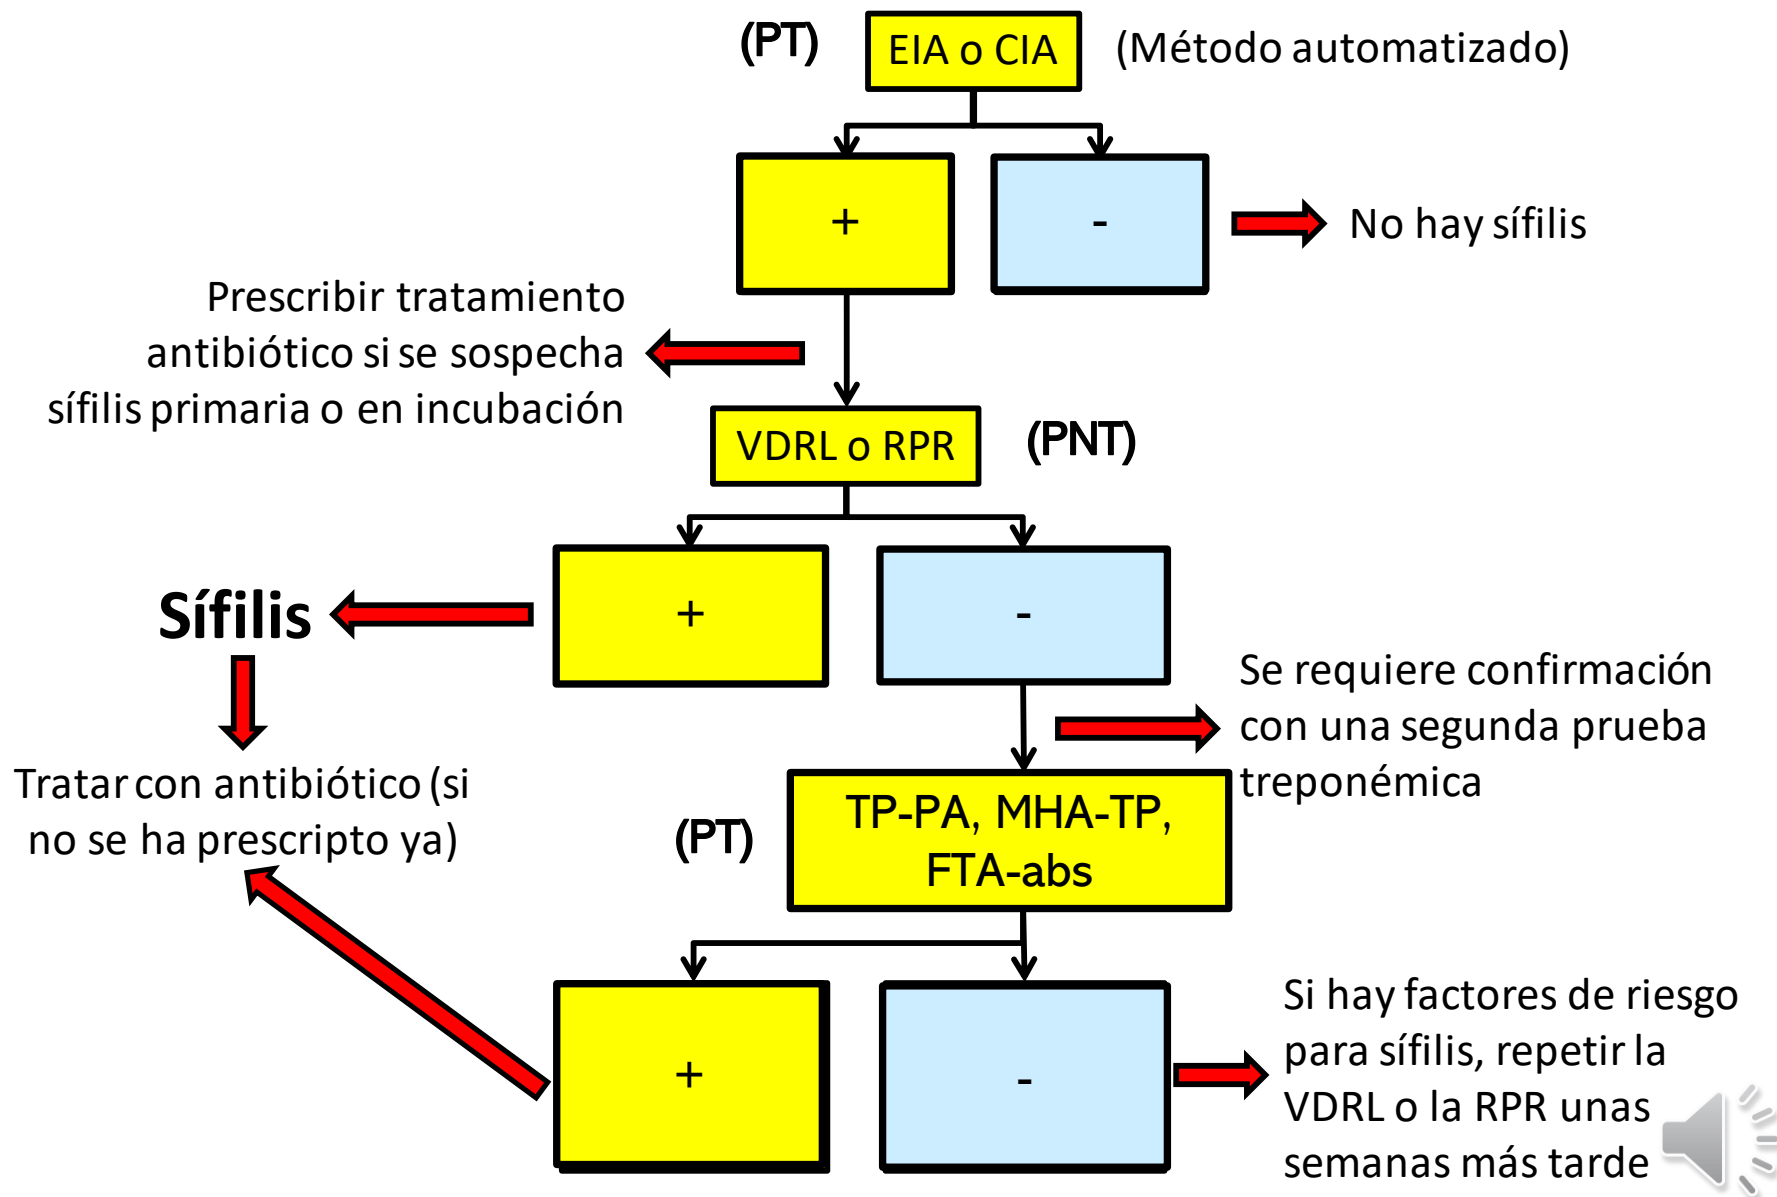 (PT)
EIA o CIA
(Método automatizado)
+
-
No hay sífilis
Prescribir tratamiento
antibiótico si se sospecha
sífilis primaria o en incubación
VDRL o RPR
(PNT)
Sífilis
+
-
Se requiere confirmación
con una segunda prueba
treponémica
Tratar con antibiótico (si
no se ha prescripto ya)
(PT)
TP-PA, MHA-TP,
FTA-abs
+
-
Si hay factores de riesgo
para sífilis, repetir la
VDRL o la RPR unas
semanas más tarde